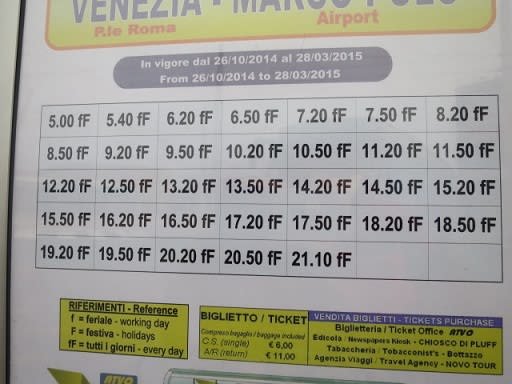 VENEZIA - MARCO POLO
P.le Roma Airport
In vigore dal 26/10/2014 al 28/03/2015
From 26/10/2014 to 28/03/2015
5.00 fF 5.40 fF 6.20 fF 6.50 fF 7.20 fF 7.50 fF 8.20 fF
8.50 fF 9.20 fF 9.50 fF 10.20 fF 10.50 fF 11.20 fF 11.50 fF
12.20 fF 12.50 fF 13.20 fF 13.50 fF 14.20 fF 14.50 fF 15.20 fF
15.50 fF 16.20 fF 16.50 fF 17.20 fF 17.50 fF 18.20 fF 18.50 fF
19.20 fF 19.50 fF 20.20 fF 20.50 fF 21.10 fF
RIFERIMENTI - Reference
f = feriale - working day
F = festiva - holidays
fF = tutti i giorni - every day
BIGLIETTO / TICKET
Compreso bagaglio / baggage included
C.S. (single) € 6,00
A/R (return) € 11,00
VENDITA BIGLIETTI - TICKETS PURCHASE
Biglietteria / Ticket Office ATVO
Edicola / Newspapers Kiosk - CHIOSCO DI PLUFF
Tabaccheria / Tobacconist's - Bottazzo
Agenzia Viaggi / Travel Agency - NOVO TOUR
ATVO